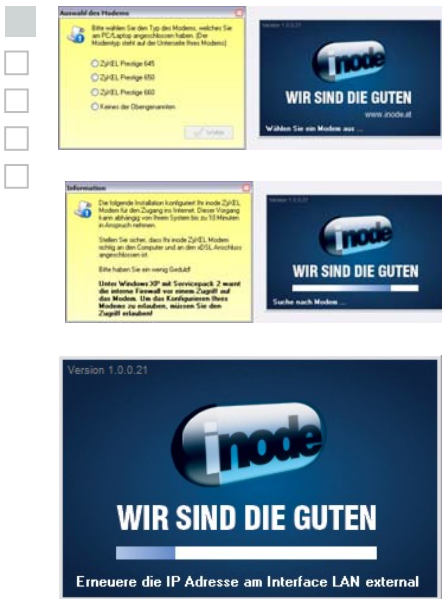 Auswahl des Modems
Bitte wählen Sie den Typ des Modems, welches Sie
am PC/Laptop angeschlossen haben. (Der
Modemtyp steht auf der Unterseite Ihres Modems)
ZyXEL Prestige 645
ZyXEL Prestige 650
ZyXEL Prestige 660
Keines der Obengenannten
Version 1.0.0.21
inode
WIR SIND DIE GUTEN
www.inode.at
Wählen Sie ein Modem aus ...
Information
Die folgende Installation konfiguriert Ihr inode ZyXEL
Modem für den Zugang ins Internet. Dieser Vorgang
kann abhängig von Ihrem System bis zu 10 Minuten
in Anspruch nehmen.
Stellen Sie sicher, dass Ihr inode ZyXEL Modem
richtig an den Computer und an den xDSL Anschluss
angeschlossen ist.
Bitte haben Sie ein wenig Geduld!
Unter Windows XP mit Servicepack 2 warnt
die interne Firewall vor einem Zugriff auf
das Modem. Um das Konfigurieren Ihres
Modems zu erlauben, müssen Sie den
Zugriff erlauben!
Version 1.0.0.21
inode
WIR SIND DIE GUTEN
Suche nach Modem ...
Version 1.0.0.21
inode
WIR SIND DIE GUTEN
Erneuere die IP Adresse am Interface LAN external